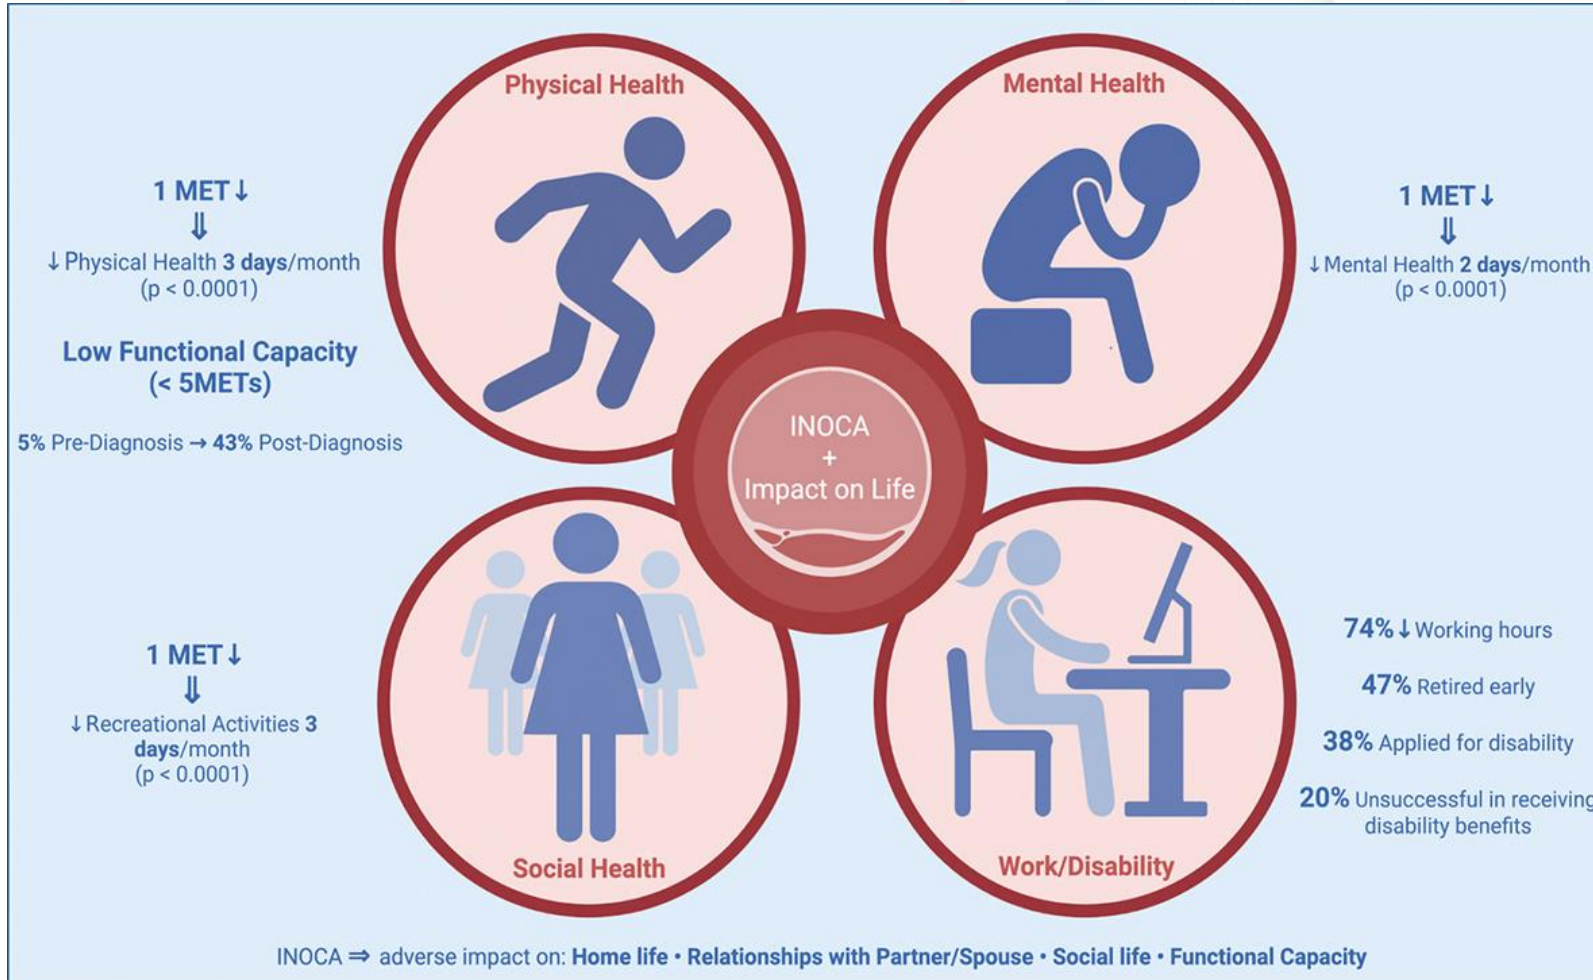 Physical Health
1 MET↓
⇓
↓Physical Health 3 days/month
(p < 0.0001)
Low Functional Capacity
(< 5METs)
5% Pre-Diagnosis → 43% Post-Diagnosis
Mental Health
1 MET↓
⇓
↓Mental Health 2 days/month
(p < 0.0001)
INOCA
+
Impact on Life
1 MET↓
⇓
↓Recreational Activities 3
days/month
(p < 0.0001)
Social Health
74%↓Working hours
47% Retired early
38% Applied for disability
20% Unsuccessful in receiving
disability benefits
Work/Disability
INOCA ⇒ adverse impact on: Home life • Relationships with Partner/Spouse • Social life • Functional Capacity